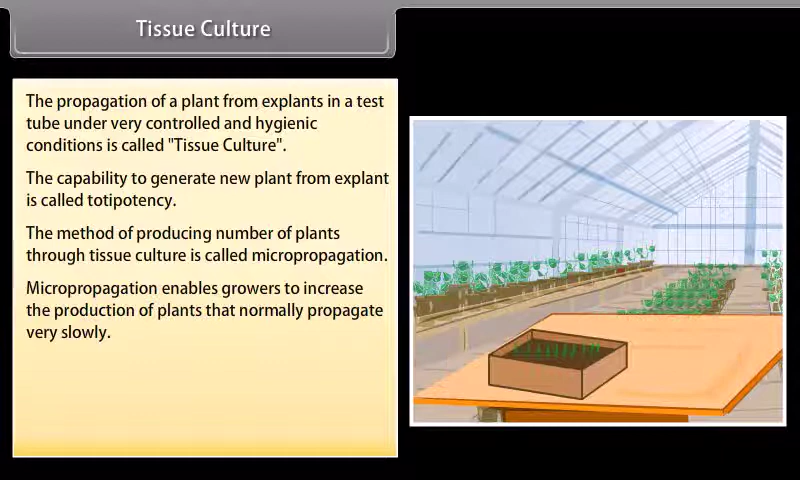 Tissue Culture
The propagation of a plant from explants in a test
tube under very controlled and hygienic
conditions is called "Tissue Culture".
The capability to generate new plant from explant
is called totipotency.
The method of producing number of plants
through tissue culture is called micropropagation.
Micropropagation enables growers to increase
the production of plants that normally propagate
very slowly.